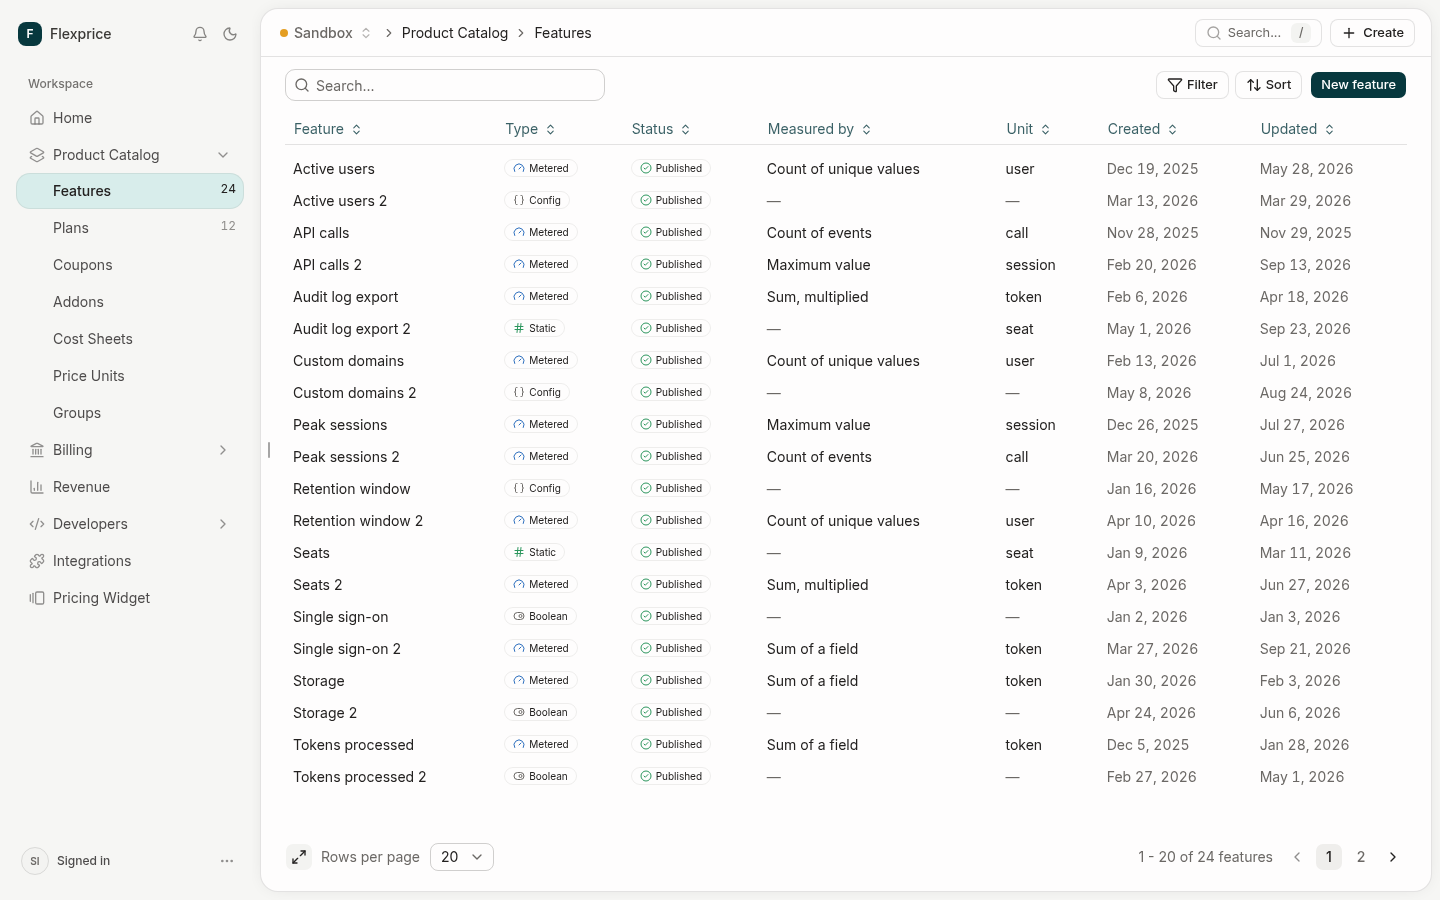 F Flexprice
Workspace
Home
Product Catalog
Features 24
Plans 12
Coupons
Addons
Cost Sheets
Price Units
Groups
Billing
Revenue
Developers
Integrations
Pricing Widget
SI Signed in
Sandbox Product Catalog Features
Search... /
Create
Search...
Filter Sort New feature
Feature Type Status Measured by Unit Created Updated
Active users Metered Published Count of unique values user Dec 19, 2025 May 28, 2026
Active users 2 Config Published — — Mar 13, 2026 Mar 29, 2026
API calls Metered Published Count of events call Nov 28, 2025 Nov 29, 2025
API calls 2 Metered Published Maximum value session Feb 20, 2026 Sep 13, 2026
Audit log export Metered Published Sum, multiplied token Feb 6, 2026 Apr 18, 2026
Audit log export 2 Static Published — seat May 1, 2026 Sep 23, 2026
Custom domains Metered Published Count of unique values user Feb 13, 2026 Jul 1, 2026
Custom domains 2 Config Published — — May 8, 2026 Aug 24, 2026
Peak sessions Metered Published Maximum value session Dec 26, 2025 Jul 27, 2026
Peak sessions 2 Metered Published Count of events call Mar 20, 2026 Jun 25, 2026
Retention window Config Published — — Jan 16, 2026 May 17, 2026
Retention window 2 Metered Published Count of unique values user Apr 10, 2026 Apr 16, 2026
Seats Static Published — seat Jan 9, 2026 Mar 11, 2026
Seats 2 Metered Published Sum, multiplied token Apr 3, 2026 Jun 27, 2026
Single sign-on Boolean Published — — Jan 2, 2026 Jan 3, 2026
Single sign-on 2 Metered Published Sum of a field token Mar 27, 2026 Sep 21, 2026
Storage Metered Published Sum of a field token Jan 30, 2026 Feb 3, 2026
Storage 2 Boolean Published — — Apr 24, 2026 Jun 6, 2026
Tokens processed Metered Published Sum of a field token Dec 5, 2025 Jan 28, 2026
Tokens processed 2 Boolean Published — — Feb 27, 2026 May 1, 2026
Rows per page 20
1 - 20 of 24 features 1 2